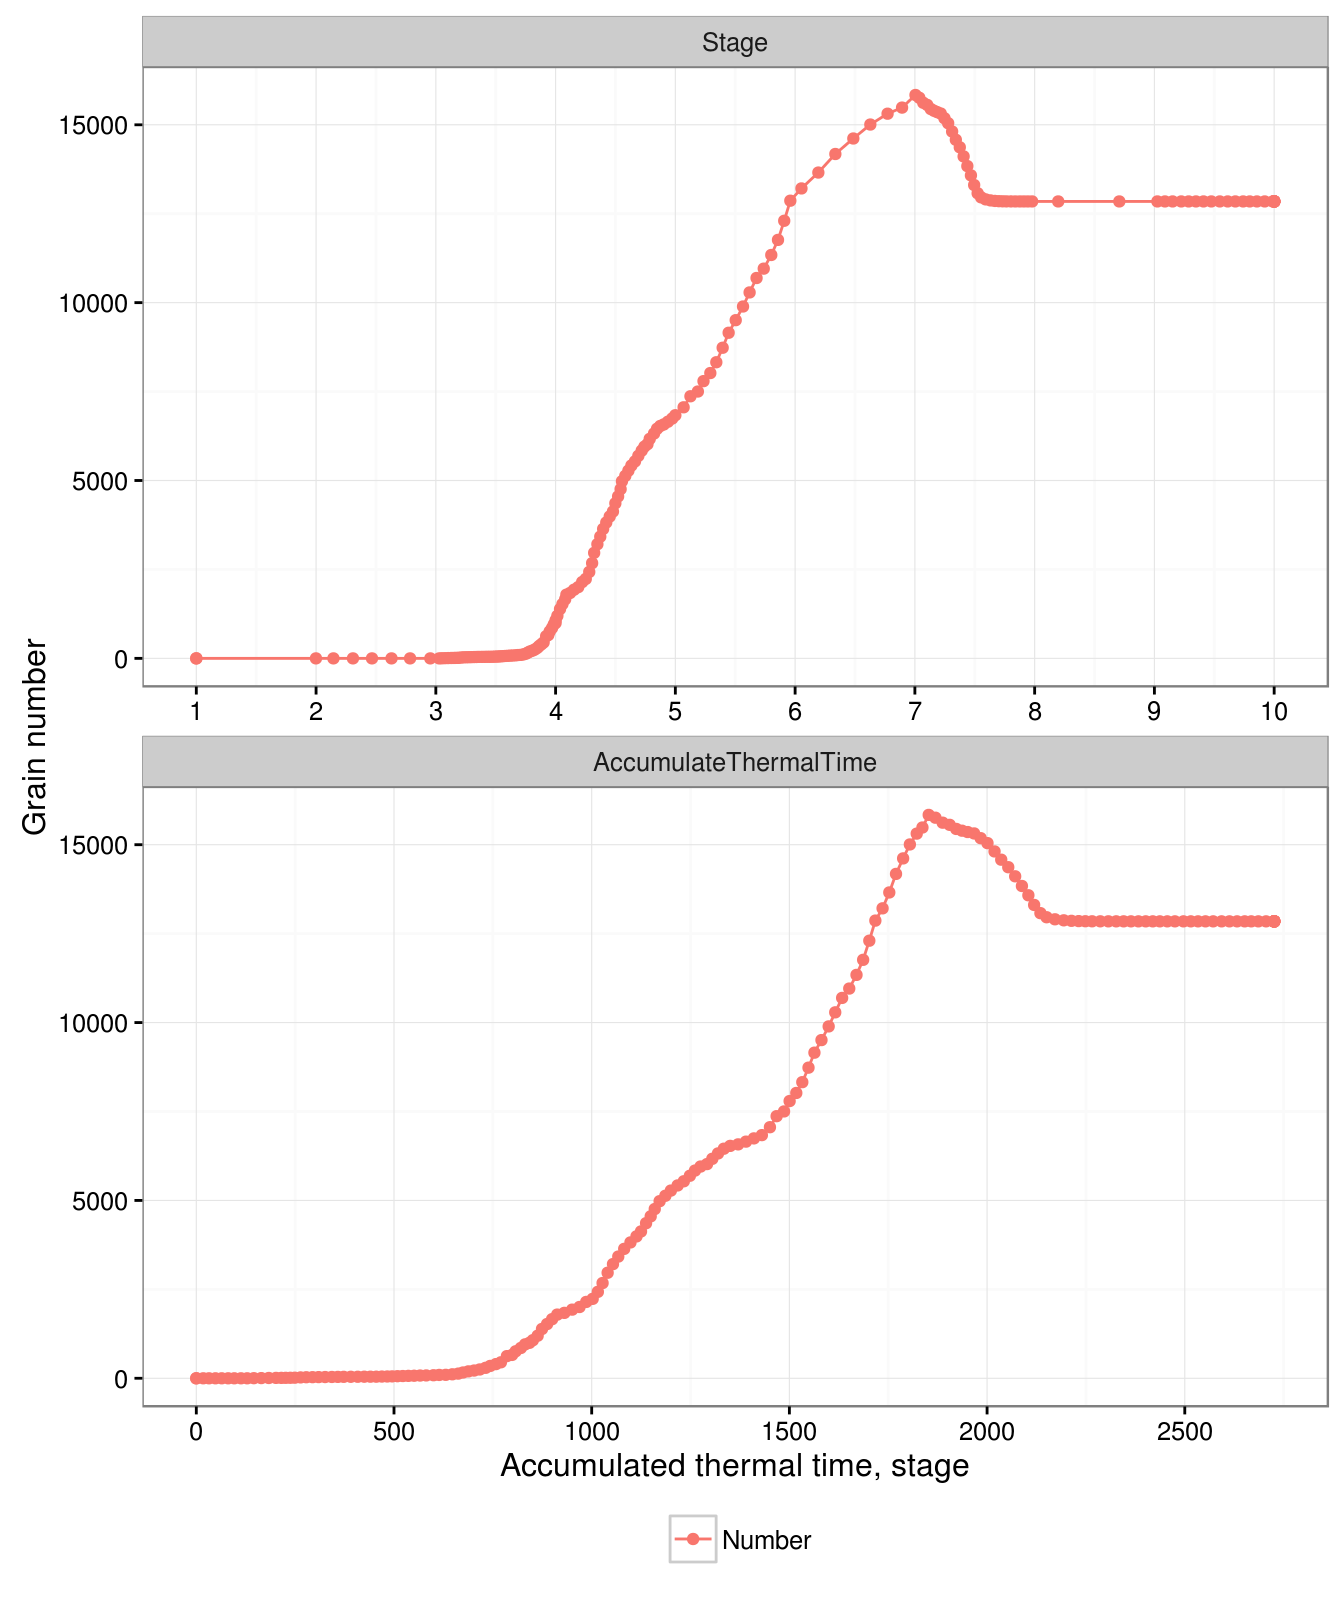 Stage
15000
10000
5000
0
1 2 3 4 5 6 7 8 9 10
Grain number
AccumulateThermalTime
15000
10000
5000
0
0 500 1000 1500 2000 2500
Accumulated thermal time, stage
Number